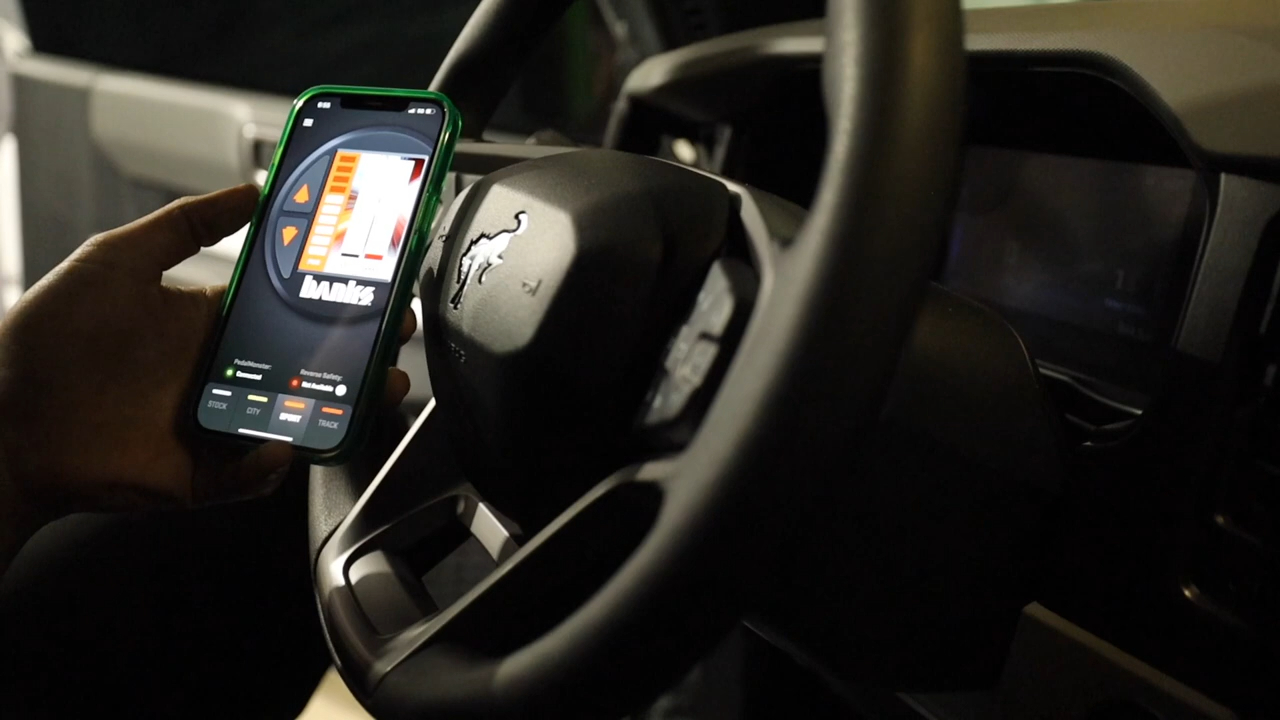 banks
PedalMonster:
Connected
Reverse Safety:
Not Available
STOCK
CITY
SPORT
TRACK